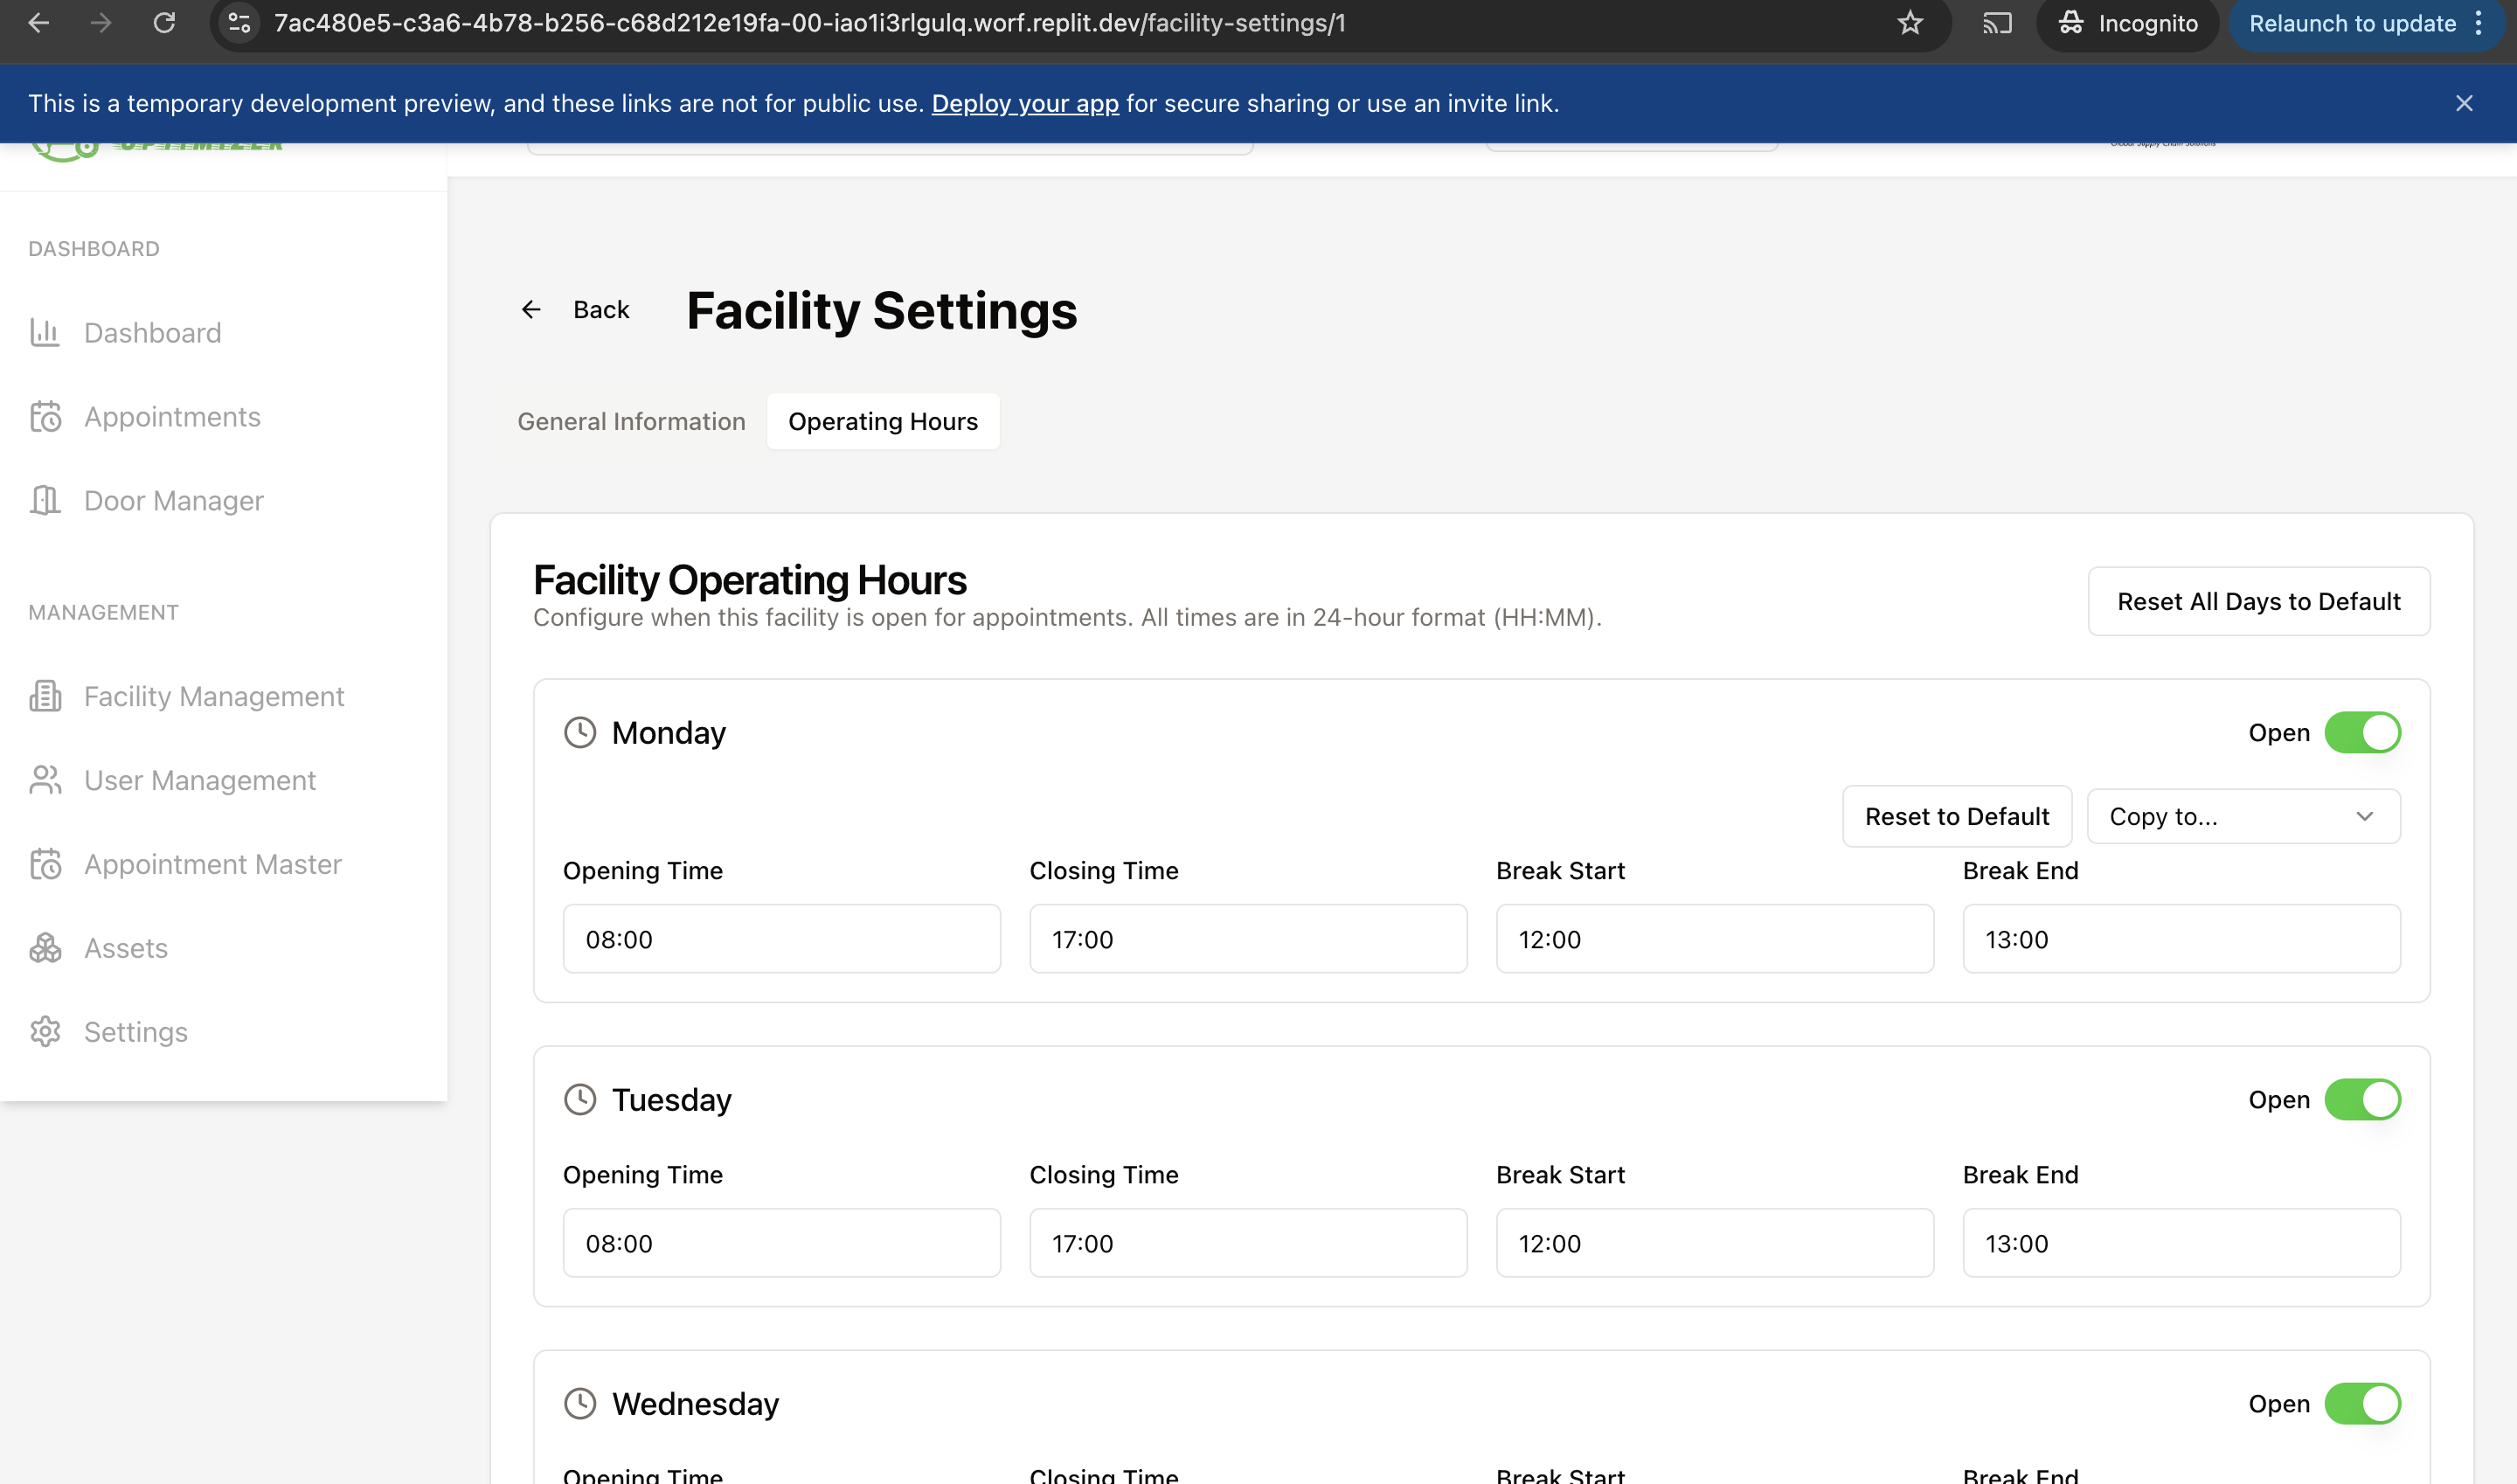 7ac480e5-c3a6-4b78-b256-c68d212e19fa-00-iao1i3rlgulq.worf.replit.dev/facility-settings/1
Incognito
Relaunch to update
This is a temporary development preview, and these links are not for public use. Deploy your app for secure sharing or use an invite link.
Global Supply Chain Solutions
DASHBOARD
Dashboard
Appointments
Door Manager
MANAGEMENT
Facility Management
User Management
Appointment Master
Assets
Settings
Back
Facility Settings
General Information
Operating Hours
Facility Operating Hours
Configure when this facility is open for appointments. All times are in 24-hour format (HH:MM).
Reset All Days to Default
Monday
Open
Reset to Default
Copy to...
Opening Time
Closing Time
Break Start
Break End
08:00
17:00
12:00
13:00
Tuesday
Open
Opening Time
Closing Time
Break Start
Break End
08:00
17:00
12:00
13:00
Wednesday
Open
Opening Time
Closing Time
Break Start
Break End